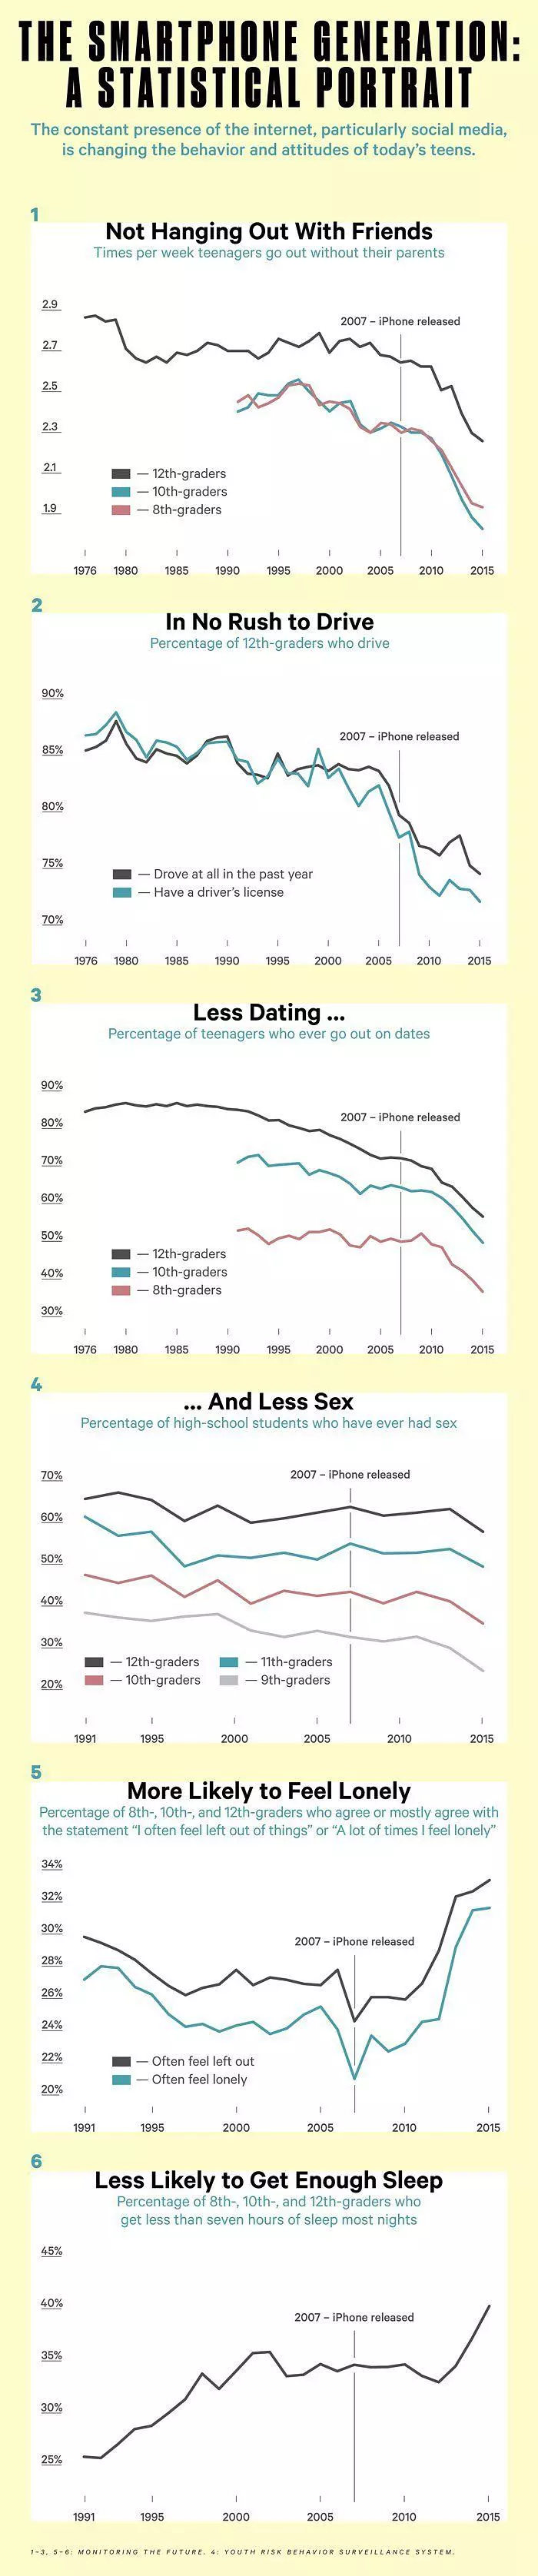 THE SMARTPHONE GENERATION:
A STATISTICAL PORTRAIT
The constant presence of the internet, particularly social media,
is changing the behavior and attitudes of today's teens.
1
Not Hanging Out With Friends
Times per week teenagers go out without their parents
2.9
2007 – iPhone released
2.7
2.5
2.3
2.1
1.9
— 12th-graders
— 10th-graders
— 8th-graders
1976 1980 1985 1990 1995 2000 2005 2010 2015
2
In No Rush to Drive
Percentage of 12th-graders who drive
90%
2007 – iPhone released
85%
80%
75%
70%
— Drove at all in the past year
— Have a driver's license
1976 1980 1985 1990 1995 2000 2005 2010 2015
3
Less Dating ...
Percentage of teenagers who ever go out on dates
90%
2007 – iPhone released
80%
70%
60%
50%
40%
30%
— 12th-graders
— 10th-graders
— 8th-graders
1976 1980 1985 1990 1995 2000 2005 2010 2015
4
... And Less Sex
Percentage of high-school students who have ever had sex
70%
2007 – iPhone released
60%
50%
40%
30%
20%
— 12th-graders — 11th-graders
— 10th-graders — 9th-graders
1991 1995 2000 2005 2010 2015
5
More Likely to Feel Lonely
Percentage of 8th-, 10th-, and 12th-graders who agree or mostly agree with
the statement “I often feel left out of things” or “A lot of times I feel lonely”
34%
32%
30%
2007 – iPhone released
28%
26%
24%
22%
20%
— Often feel left out
— Often feel lonely
1991 1995 2000 2005 2010 2015
6
Less Likely to Get Enough Sleep
Percentage of 8th-, 10th-, and 12th-graders who
get less than seven hours of sleep most nights
45%
40%
2007 – iPhone released
35%
30%
25%
1991 1995 2000 2005 2010 2015
1–3, 5–6: MONITORING THE FUTURE. 4: YOUTH RISK BEHAVIOR SURVEILLANCE SYSTEM.